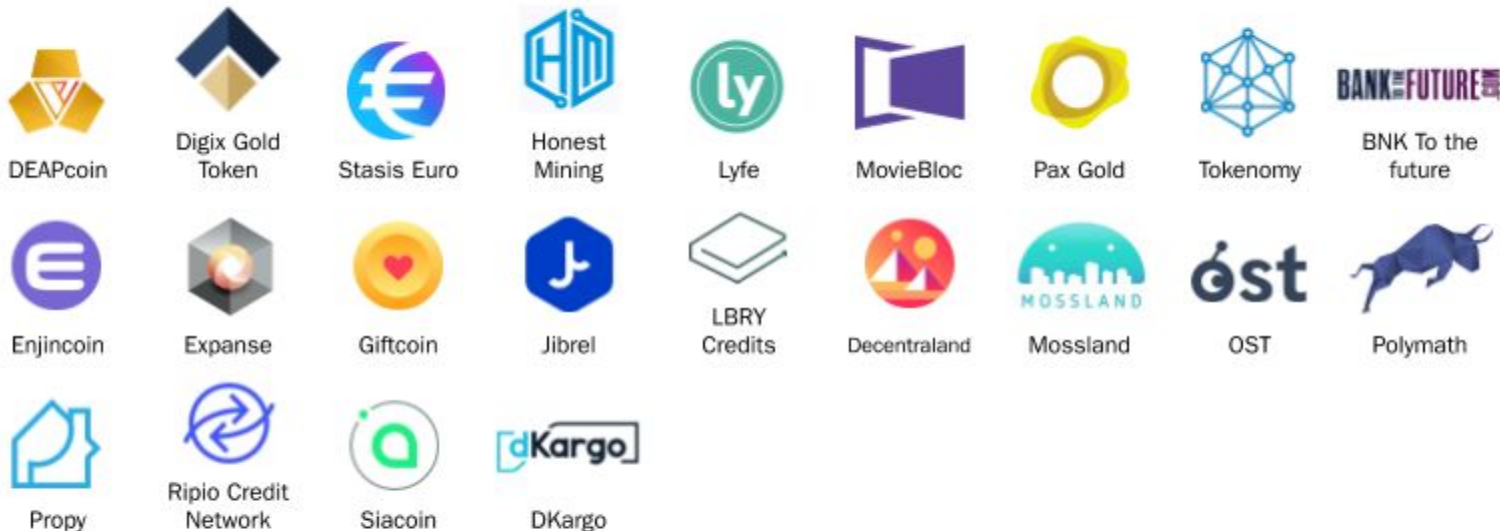 HM
ly
BANK TO THE FUTURE .COM
DEAPcoin
Digix Gold
Token
Stasis Euro
Honest
Mining
Lyfe
MovieBloc
Pax Gold
Tokenomy
BNK To the
future
MOSSLAND
ost
Enjincoin
Expanse
Giftcoin
Jibrel
LBRY
Credits
Decentraland
Mossland
OST
Polymath
dKargo
Propy
Ripio Credit
Network
Siacoin
DKargo